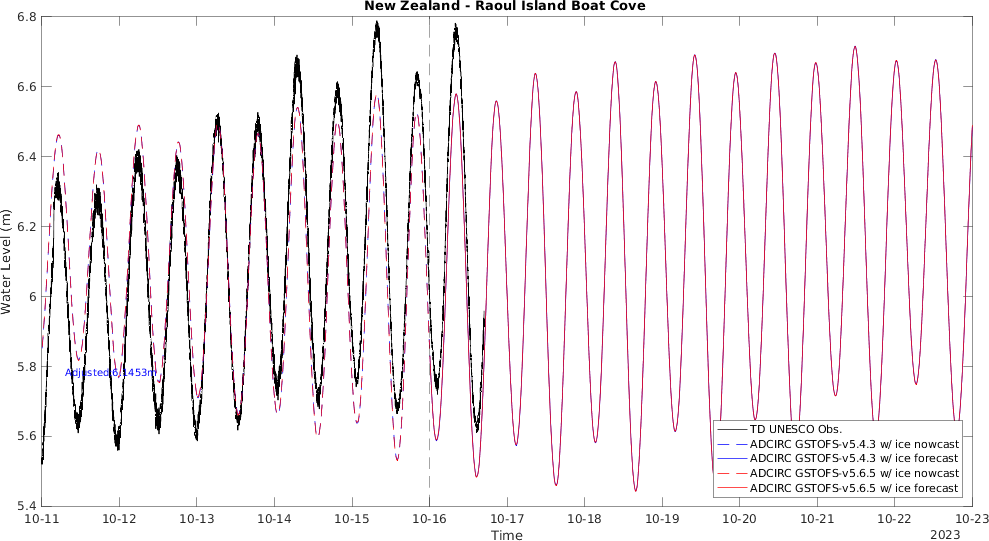 New Zealand - Raoul Island Boat Cove
6.8
6.6
6.4
6.2
6
5.8
5.6
5.4
Water Level (m)
Adjusted 6.1453m
TD UNESCO Obs.
ADCIRC GSTOFS-v5.4.3 w/ ice nowcast
ADCIRC GSTOFS-v5.4.3 w/ ice forecast
ADCIRC GSTOFS-v5.6.5 w/ ice nowcast
ADCIRC GSTOFS-v5.6.5 w/ ice forecast
10-11 10-12 10-13 10-14 10-15 10-16 10-17 10-18 10-19 10-20 10-21 10-22 10-23
Time
2023